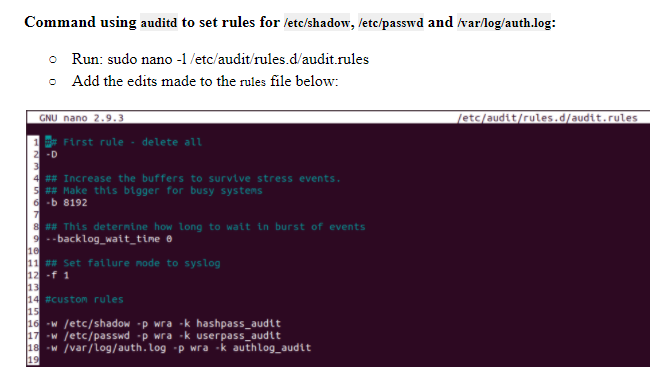 Command using auditd to set rules for /etc/shadow, /etc/passwd and /var/log/auth.log:
○ Run: sudo nano -l /etc/audit/rules.d/audit.rules
○ Add the edits made to the rules file below:
GNU nano 2.9.3 /etc/audit/rules.d/audit.rules
1 ## First rule - delete all
2 -D
3
4 ## Increase the buffers to survive stress events.
5 ## Make this bigger for busy systems
6 -b 8192
7
8 ## This determine how long to wait in burst of events
9 --backlog_wait_time 0
10
11 ## Set failure mode to syslog
12 -f 1
13
14 #custom rules
15
16 -w /etc/shadow -p wra -k hashpass_audit
17 -w /etc/passwd -p wra -k userpass_audit
18 -w /var/log/auth.log -p wra -k authlog_audit
19